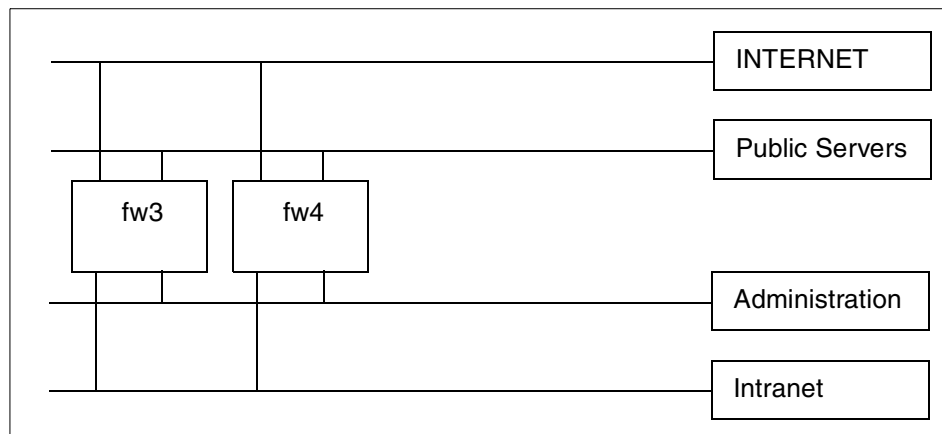 INTERNET
Public Servers
fw3
fw4
Administration
Intranet